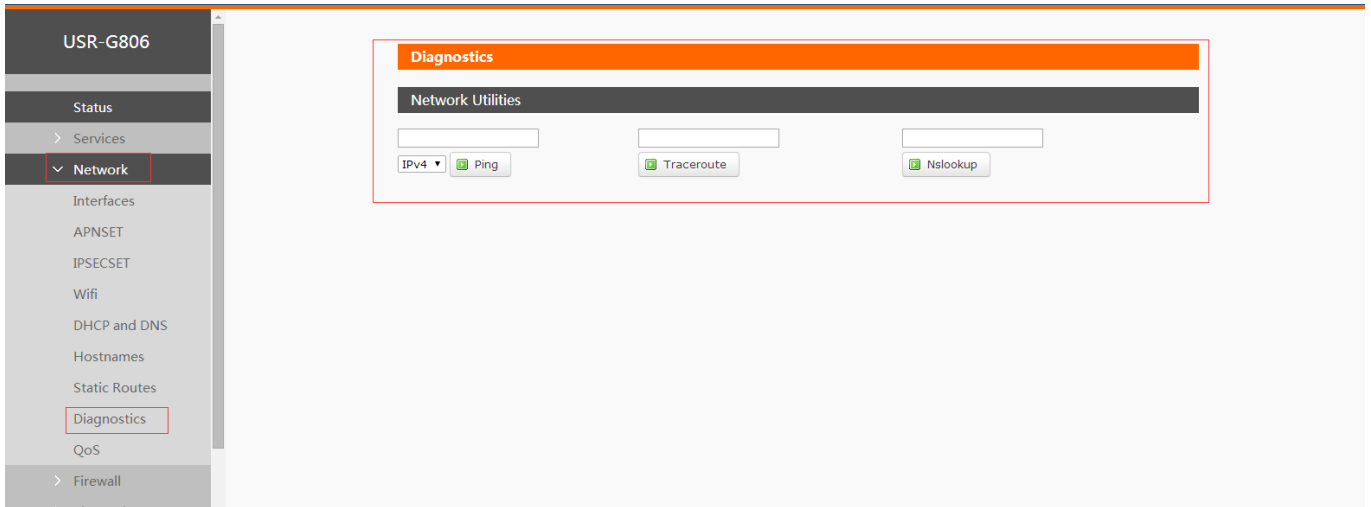 USR-G806
Status
Services
Network
Interfaces
APNSET
IPSECSET
Wifi
DHCP and DNS
Hostnames
Static Routes
Diagnostics
QoS
Firewall
Diagnostics
Network Utilities
IPv4 Ping Traceroute Nslookup